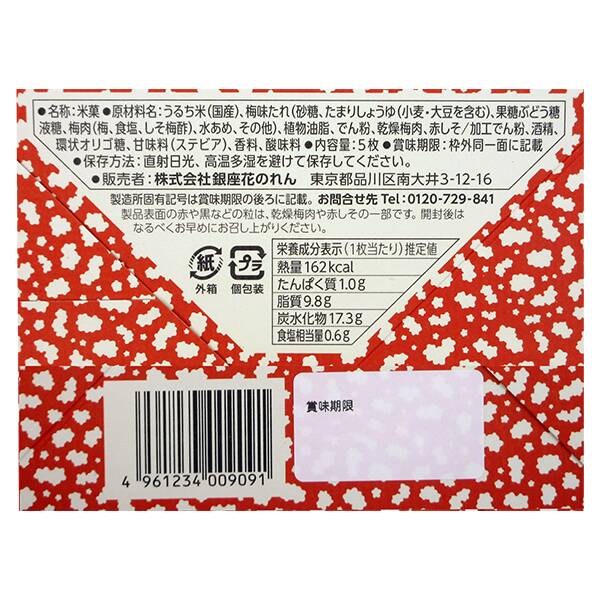 ●名称:米菓●原材料名:うるち米(国産)、梅味たれ(砂糖、たまりしょうゆ(小麦・大豆を含む)、果糖ぶどう糖
液糖、梅肉(梅、食塩、しそ梅酢)、水あめ、その他)、植物油脂、でん粉、乾燥梅肉、赤しそ/加工でん粉、酒精、
環状オリゴ糖、甘味料(ステビア)、香料、酸味料 ●内容量:5枚 ●賞味期限:枠外同一面に記載
●保存方法:直射日光、高温多湿を避けて保存してください。
●販売者:株式会社銀座花のれん 東京都品川区南大井3-12-16
製造所固有記号は賞味期限の後ろに記載。お問合せ先 Tel:0120-729-841
製品表面の赤や黒などの粒は、乾燥梅肉や赤しその一部です。開封後は
なるべくお早めにお召し上がりください。
紙
外箱
プラ
個包装
栄養成分表示(1枚当たり)推定値
熱量162kcal
たんぱく質1.0g
脂質9.8g
炭水化物17.3g
食塩相当量0.6g
賞味期限
4 961234 009091